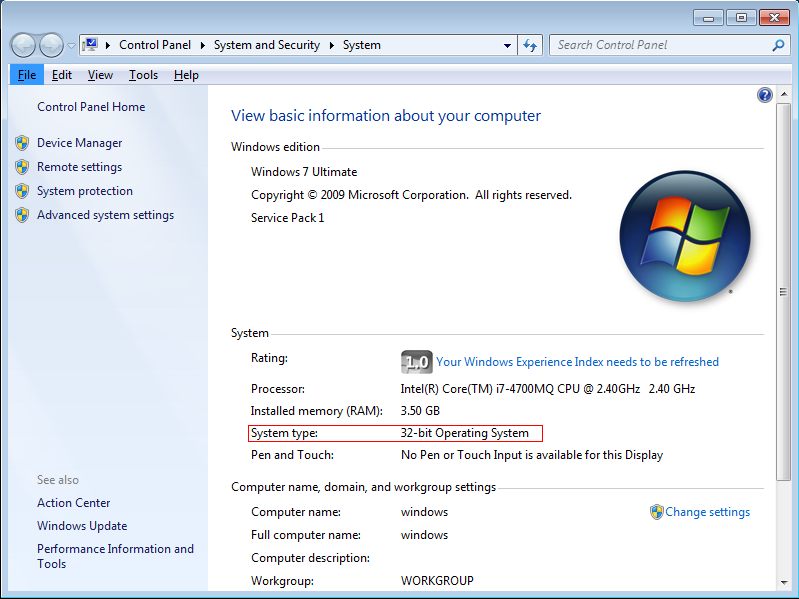 Control Panel System and Security System
Search Control Panel
File Edit View Tools Help
Control Panel Home
Device Manager
Remote settings
System protection
Advanced system settings
See also
Action Center
Windows Update
Performance Information and
Tools
?
View basic information about your computer
Windows edition
Windows 7 Ultimate
Copyright © 2009 Microsoft Corporation.  All rights reserved.
Service Pack 1
System
Rating: 1.0 Your Windows Experience Index needs to be refreshed
Processor: Intel(R) Core(TM) i7-4700MQ CPU @ 2.40GHz   2.40 GHz
Installed memory (RAM): 3.50 GB
System type: 32-bit Operating System
Pen and Touch: No Pen or Touch Input is available for this Display
Computer name, domain, and workgroup settings
Computer name: windows Change settings
Full computer name: windows
Computer description:
Workgroup: WORKGROUP